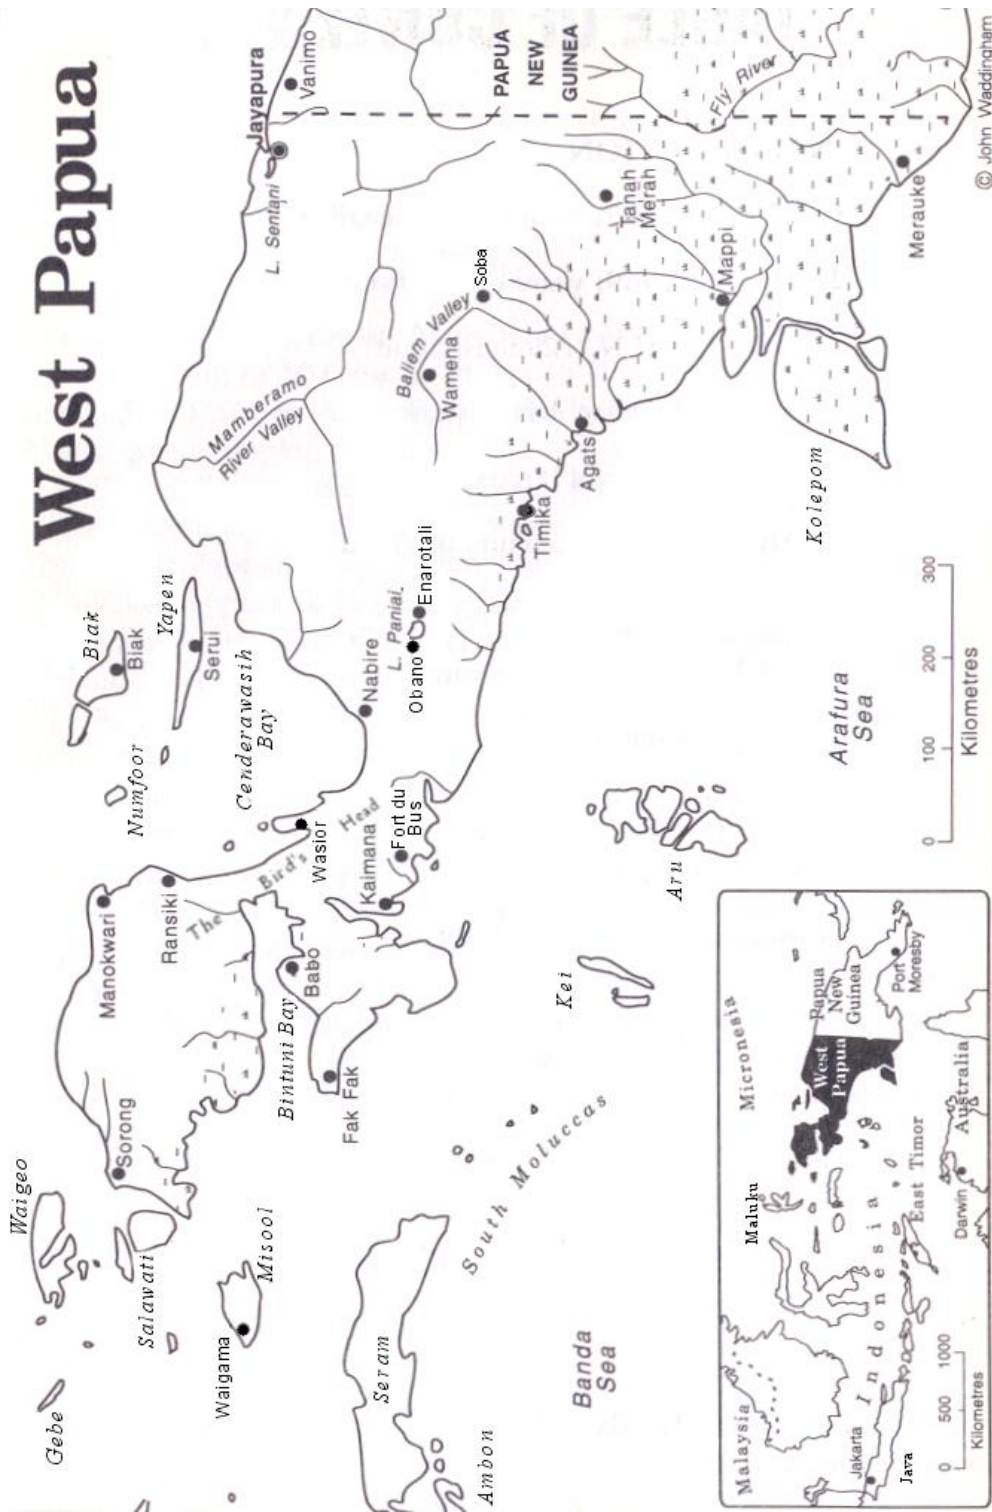 West Papua
Waigeo
Gebe
Salawati
Sorong
Manokwari
Ransiki
Numfoor
Biak
Biak
Yapen
Serui
Cenderawasih
Bay
Misool
Waigama
The Bird's Head
Wasior
Bintuni Bay
Babo
Fak Fak
Kaimana
Fort du
Bus
Nabire
L. Paniai
Enarotali
Obano
Mamberamo
River Valley
Baliem Valley
Wamena
Soba
L. Sentani
Jayapura
Vanimo
PAPUA
NEW
GUINEA
Fly River
Tanah
Merah
Mappi
Merauke
Agats
Timika
Kolepom
Seram
Ambon
South Moluccas
Kei
Aru
Banda
Sea
Arafura
Sea
0 100 200 300
Kilometres
Malaysia
Micronesia
Maluku
West
Papua
Papua
New
Guinea
Port
Moresby
Indonesia
East Timor
Jakarta
Java
Darwin
Australia
0 500 1000
Kilometres
© John Waddingham